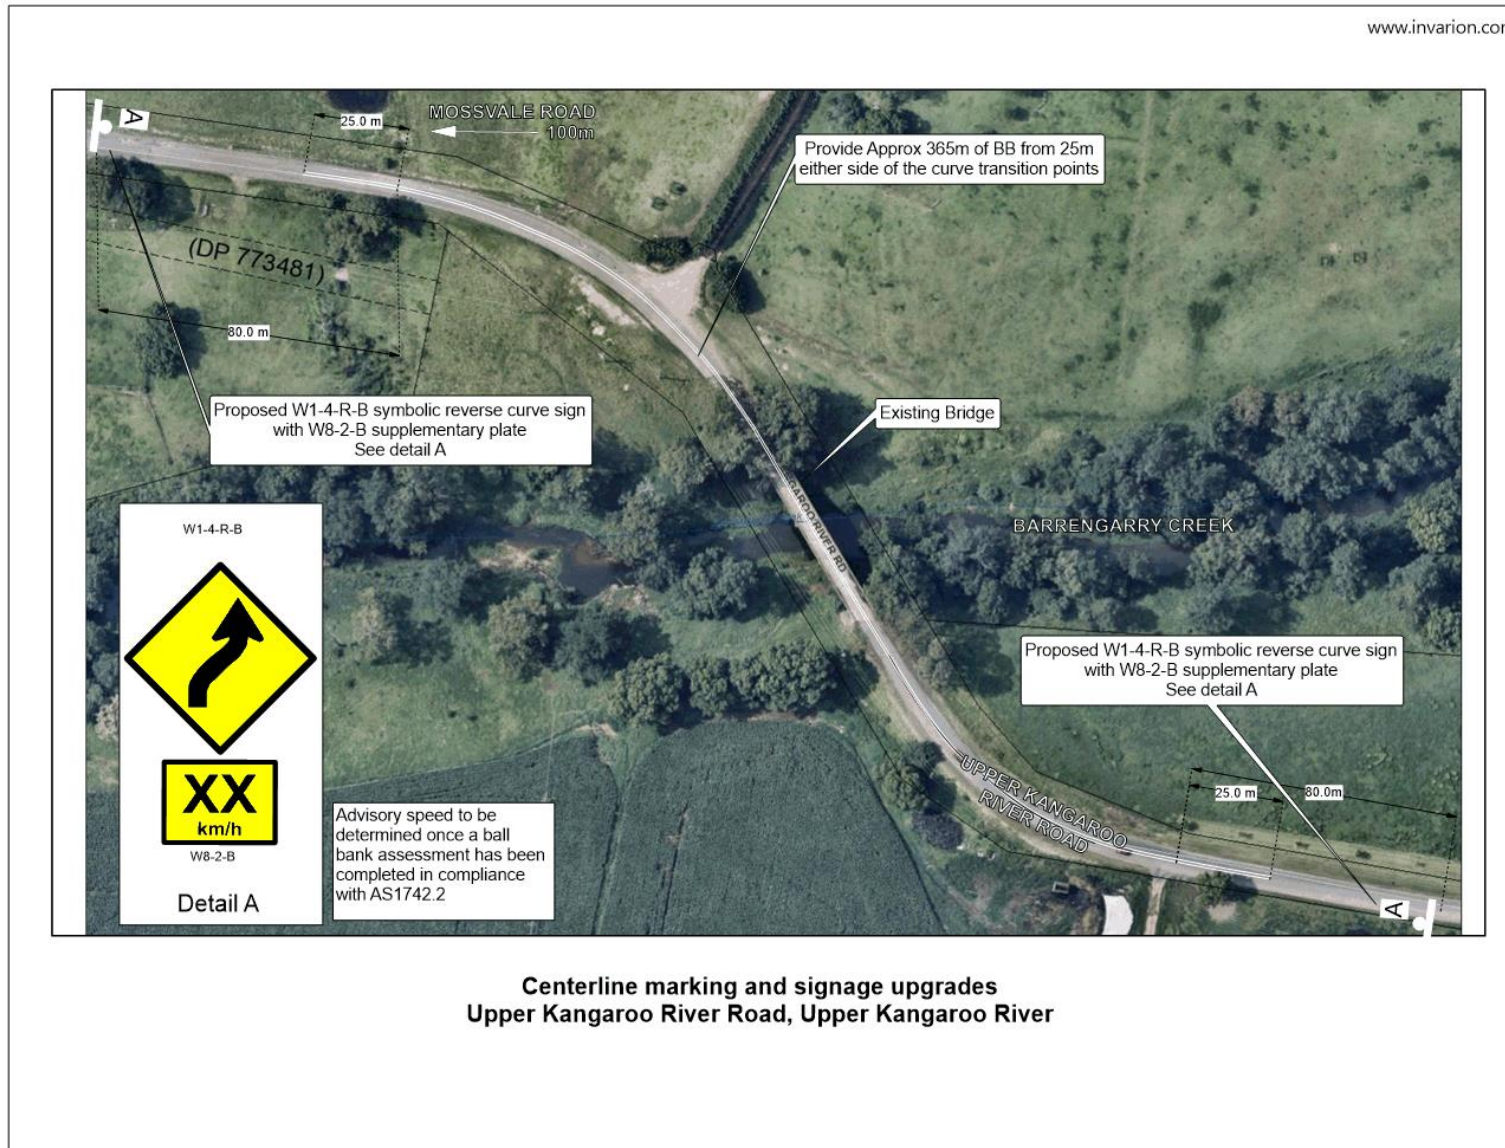 www.invarion.com
A
25.0 m
MOSSVALE ROAD
100m
Provide Approx 365m of BB from 25m
either side of the curve transition points
(DP 773481)
80.0 m
Proposed W1-4-R-B symbolic reverse curve sign
with W8-2-B supplementary plate
See detail A
Existing Bridge
GAROO RIVER RD
BARRENGARRY CREEK
W1-4-R-B
XX
km/h
W8-2-B
Detail A
Advisory speed to be
determined once a ball
bank assessment has been
completed in compliance
with AS1742.2
Proposed W1-4-R-B symbolic reverse curve sign
with W8-2-B supplementary plate
See detail A
UPPER KANGAROO
RIVER ROAD
25.0 m
80.0m
A
Centerline marking and signage upgrades
Upper Kangaroo River Road, Upper Kangaroo River